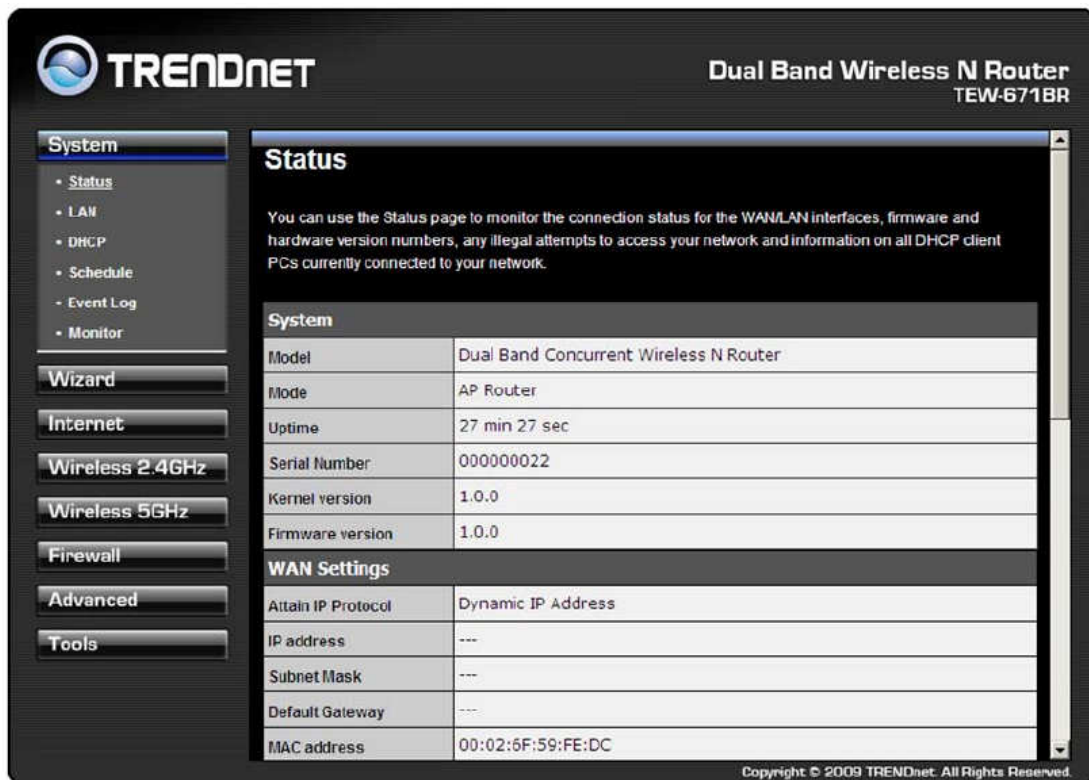 TRENDNET
Dual Band Wireless N Router
TEW-671BR
System
Status
LAN
DHCP
Schedule
Event Log
Monitor
Wizard
Internet
Wireless 2.4GHz
Wireless 5GHz
Firewall
Advanced
Tools
Status
You can use the Status page to monitor the connection status for the WAN/LAN interfaces, firmware and
hardware version numbers, any illegal attempts to access your network and information on all DHCP client
PCs currently connected to your network.
System
Model Dual Band Concurrent Wireless N Router
Mode AP Router
Uptime 27 min 27 sec
Serial Number 000000022
Kernel version 1.0.0
Firmware version 1.0.0
WAN Settings
Attain IP Protocol Dynamic IP Address
IP address ---
Subnet Mask ---
Default Gateway ---
MAC address 00:02:6F:59:FE:DC
Copyright © 2009 TRENDnet. All Rights Reserved.